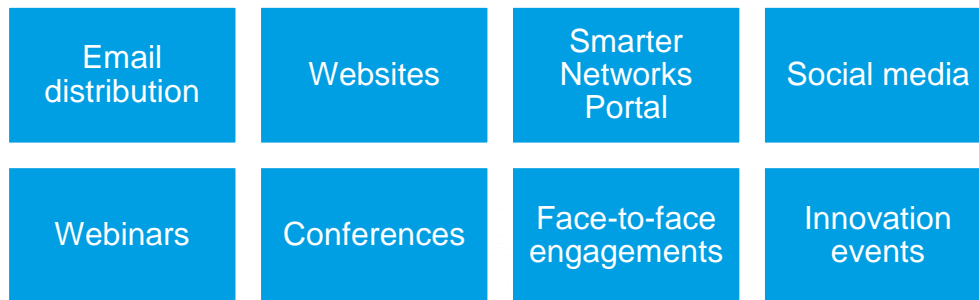 Email
distribution
Websites
Smarter
Networks
Portal
Social media
Webinars
Conferences
Face-to-face
engagements
Innovation
events